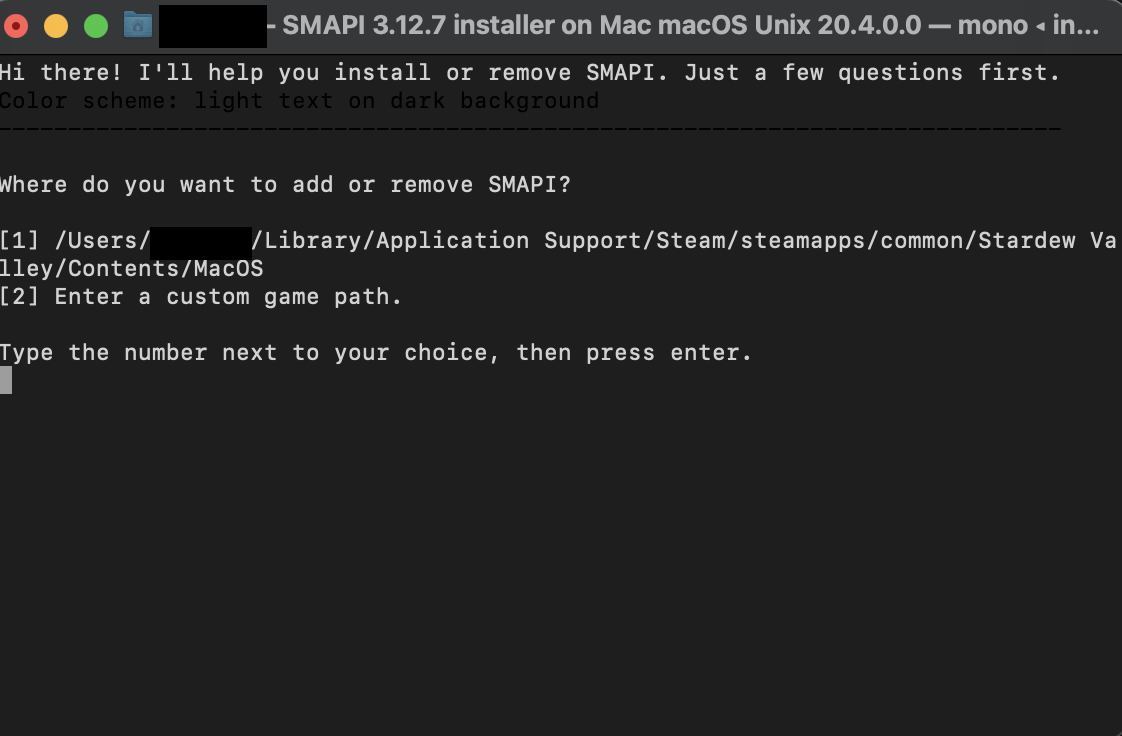 - SMAPI 3.12.7 installer on Mac macOS Unix 20.4.0.0 — mono ◂ in...
Hi there! I'll help you install or remove SMAPI. Just a few questions first.
Color scheme: light text on dark background
----------------------------------------------------------------------------
Where do you want to add or remove SMAPI?
[1] /Users/ /Library/Application Support/Steam/steamapps/common/Stardew Va
lley/Contents/MacOS
[2] Enter a custom game path.
Type the number next to your choice, then press enter.